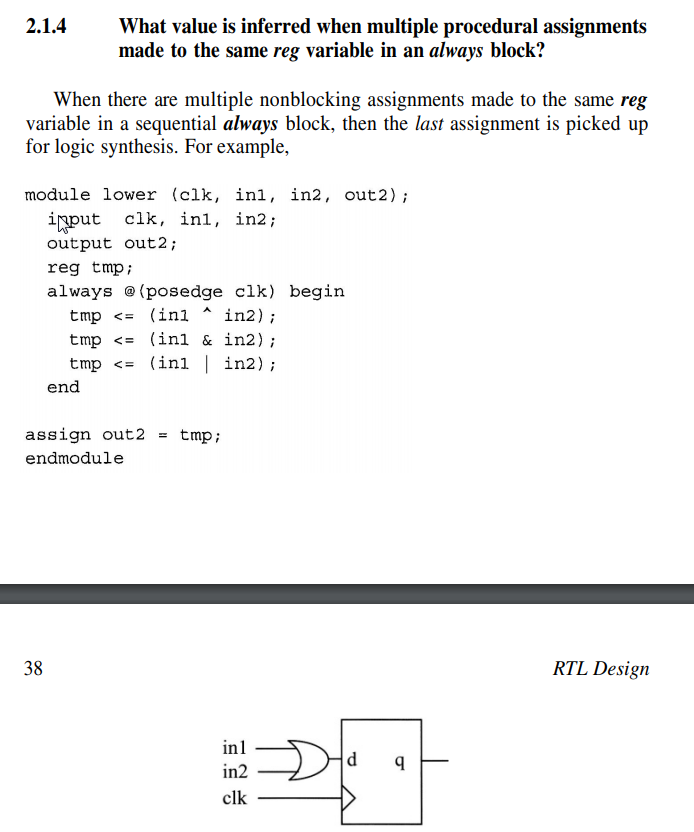 2.1.4 What value is inferred when multiple procedural assignments
made to the same reg variable in an always block?
When there are multiple nonblocking assignments made to the same reg
variable in a sequential always block, then the last assignment is picked up
for logic synthesis. For example,
module lower (clk, in1, in2, out2);
input clk, in1, in2;
output out2;
reg tmp;
always @(posedge clk) begin
tmp <= (in1 ^ in2);
tmp <= (in1 & in2);
tmp <= (in1 | in2);
end
assign out2 = tmp;
endmodule
38 RTL Design
in1
in2
clk
d q